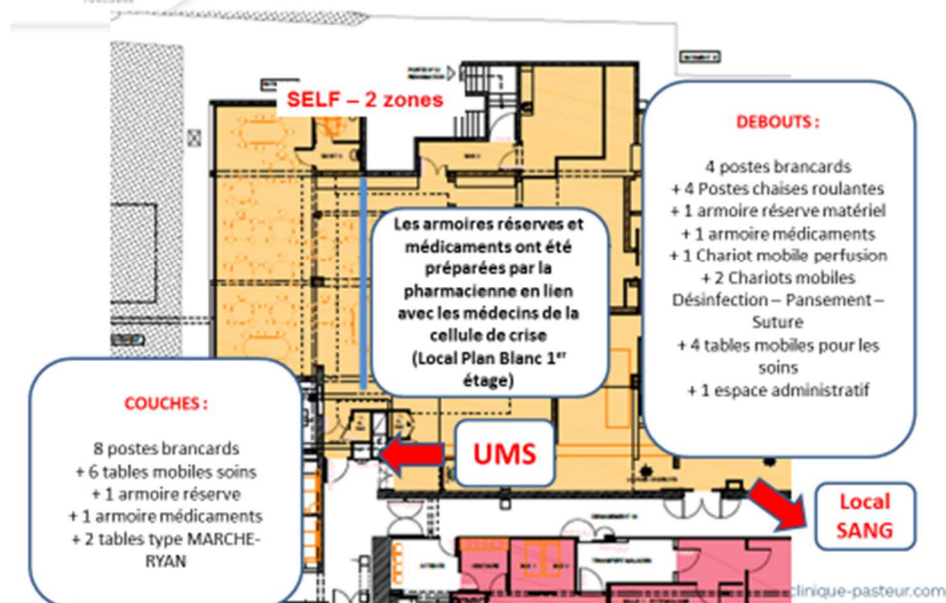 SELF – 2 zones
DEBOUTS :
4 postes brancards
+ 4 Postes chaises roulantes
+ 1 armoire réserve matériel
+ 1 armoire médicaments
+ 1 Chariot mobile perfusion
+ 2 Chariots mobiles
Désinfection – Pansement –
Suture
+ 4 tables mobiles pour les
soins
+ 1 espace administratif
Les armoires réserves et
médicaments ont été
préparées par la
pharmacienne en lien
avec les médecins de la
cellule de crise
(Local Plan Blanc 1er
étage)
COUCHES :
8 postes brancards
+ 6 tables mobiles soins
+ 1 armoire réserve
+ 1 armoire médicaments
+ 2 tables type MARCHE-
RYAN
UMS
Local
SANG
clinique-pasteur.com